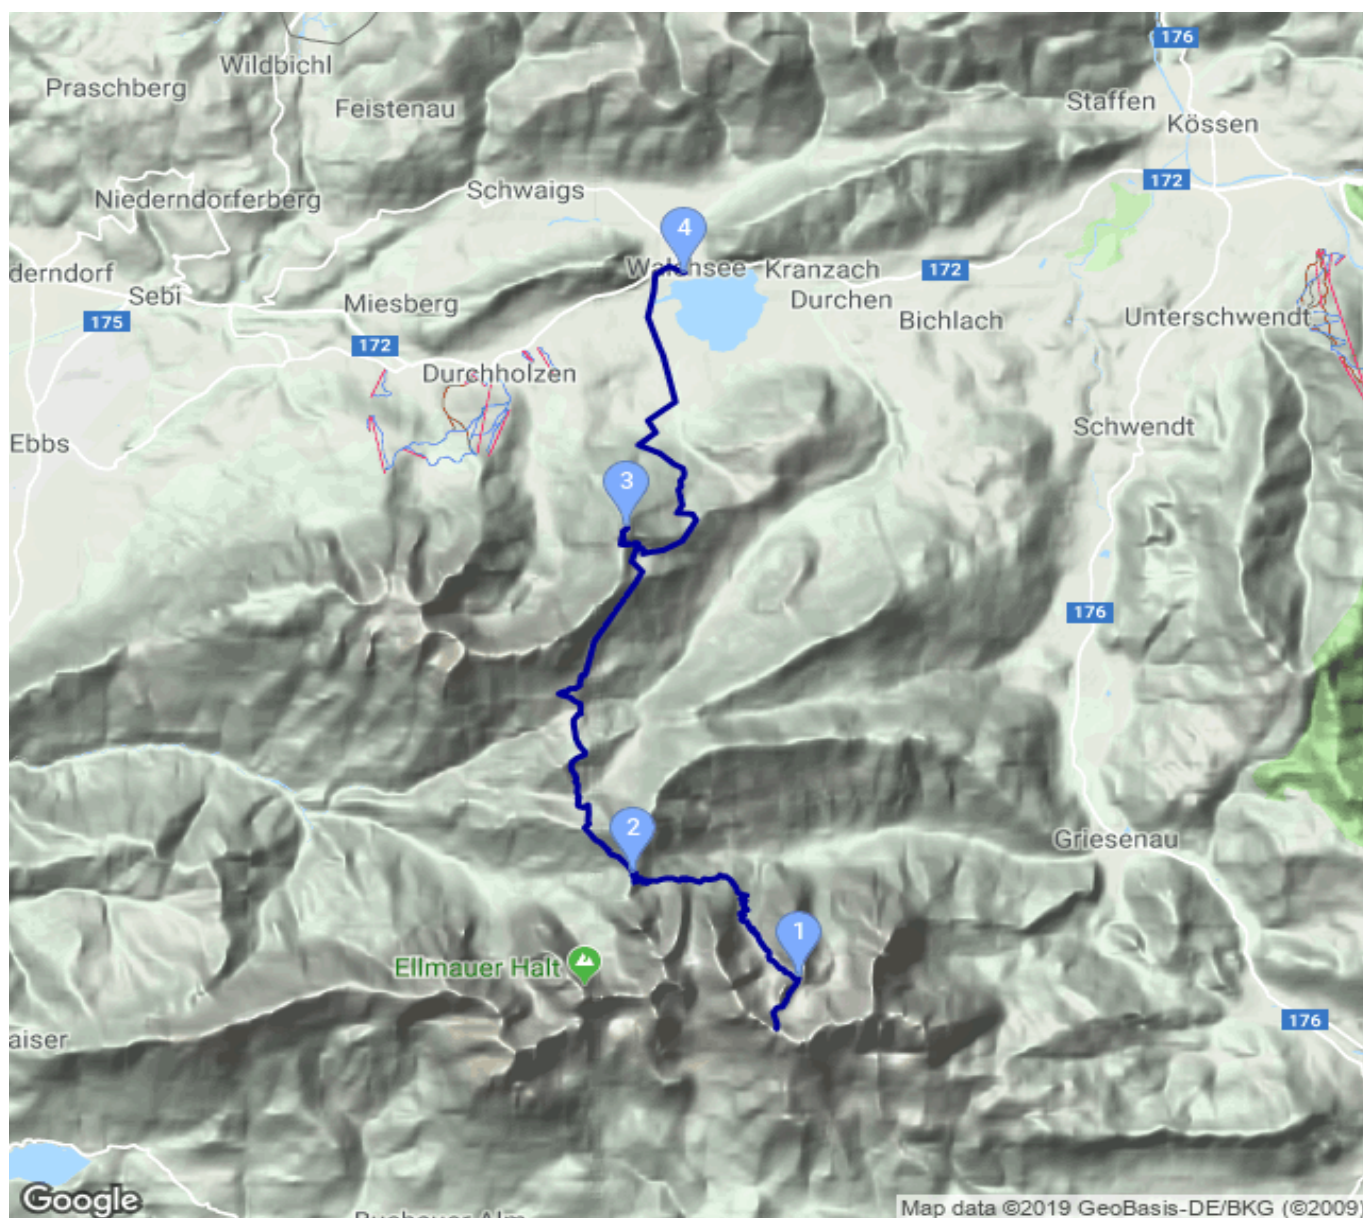 176
Wildbichl
Praschberg
Feistenau
Staffen
Kössen
172
Schwaigs
Niederndorferberg
4
derndorf
Walchsee
Kranzach
172
Sebi
Miesberg
Durchen
175
Bichlach
Unterschwendt
172
Durchholzen
Ebbs
Schwendt
3
176
2
Griesenau
1
Ellmauer Halt
176
aiser
Google
Map data ©2019 GeoBasis-DE/BKG (©2009)